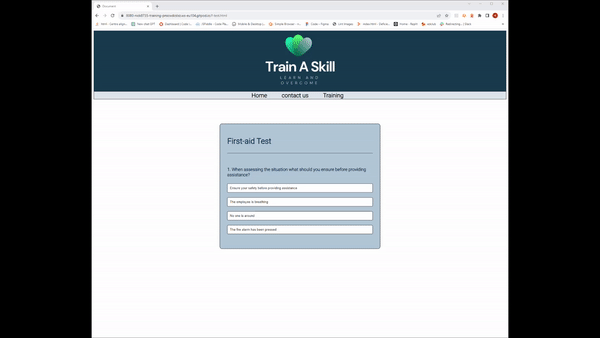 Document
Train A Skill
LEARN AND
OVERCOME
Home contact us Training
First-aid Test
1. When assessing the situation what should you ensure before providing
assistance?
Ensure your safety before providing assistance
The employee is breathing
No one is around
The fire alarm has been pressed